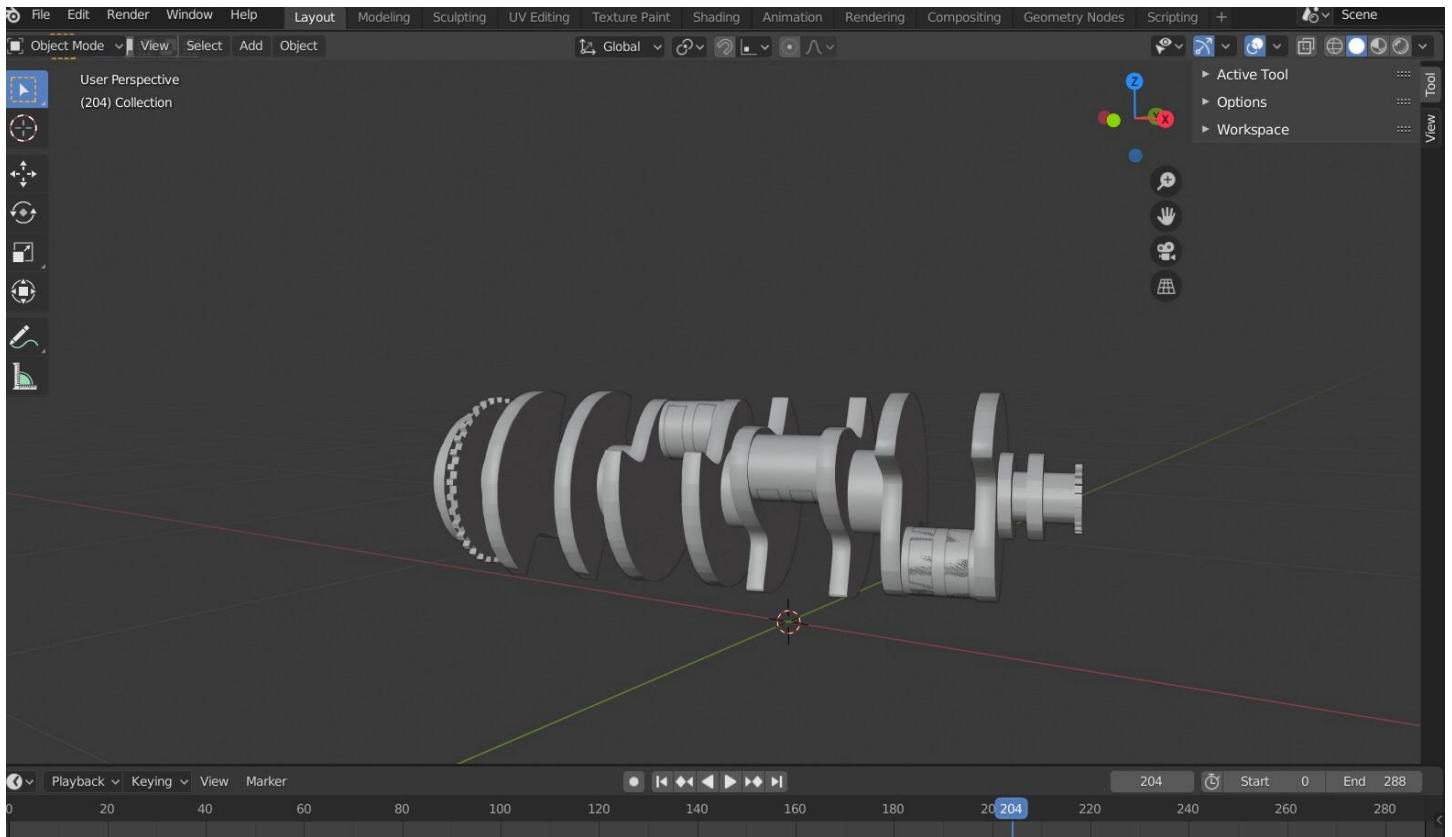 File Edit Render Window Help Layout Modeling Sculpting UV Editing Texture Paint Shading Animation Rendering Compositing Geometry Nodes Scripting + Scene
Object Mode View Select Add Object Global
User Perspective
(204) Collection
Z
Y
X
Active Tool
Options
Workspace
Tool
View
Playback Keying View Marker 204 Start 0 End 288
0 20 40 60 80 100 120 140 160 180 20 204 220 240 260 280